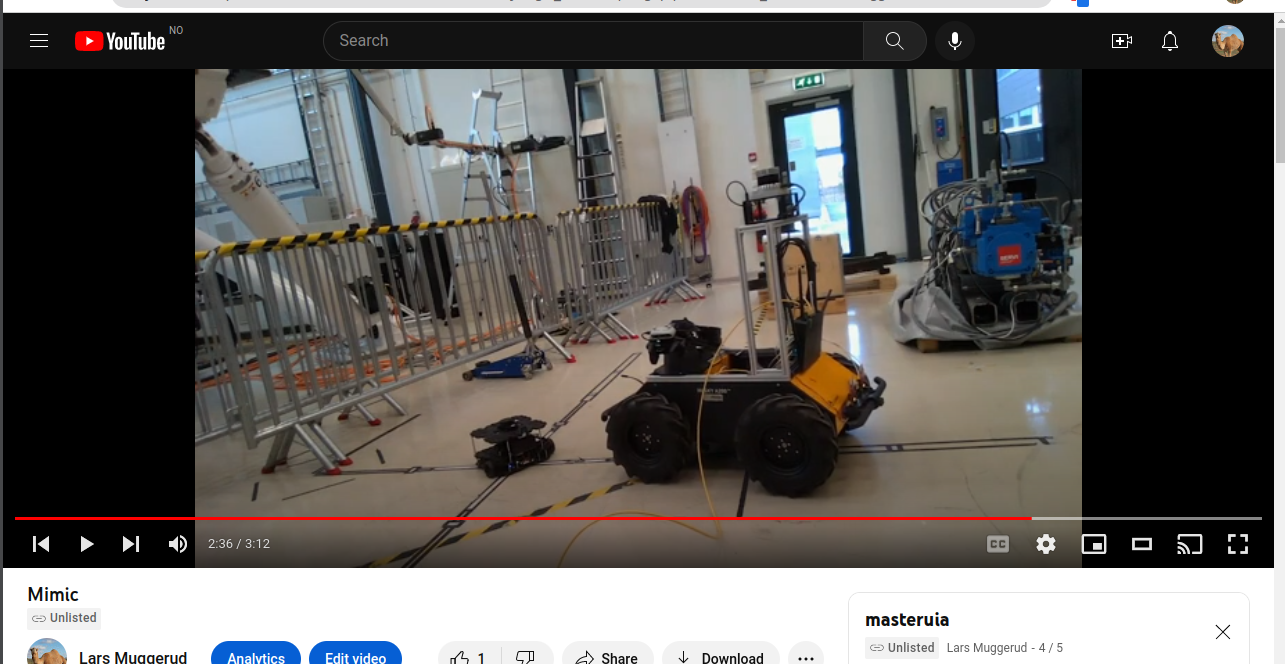 YouTube NO
Search
2:36 / 3:12
CC
Mimic
Unlisted
Lars Muggerud
Analytics
Edit video
1
Share
Download
masteruia
Unlisted
Lars Muggerud - 4 / 5